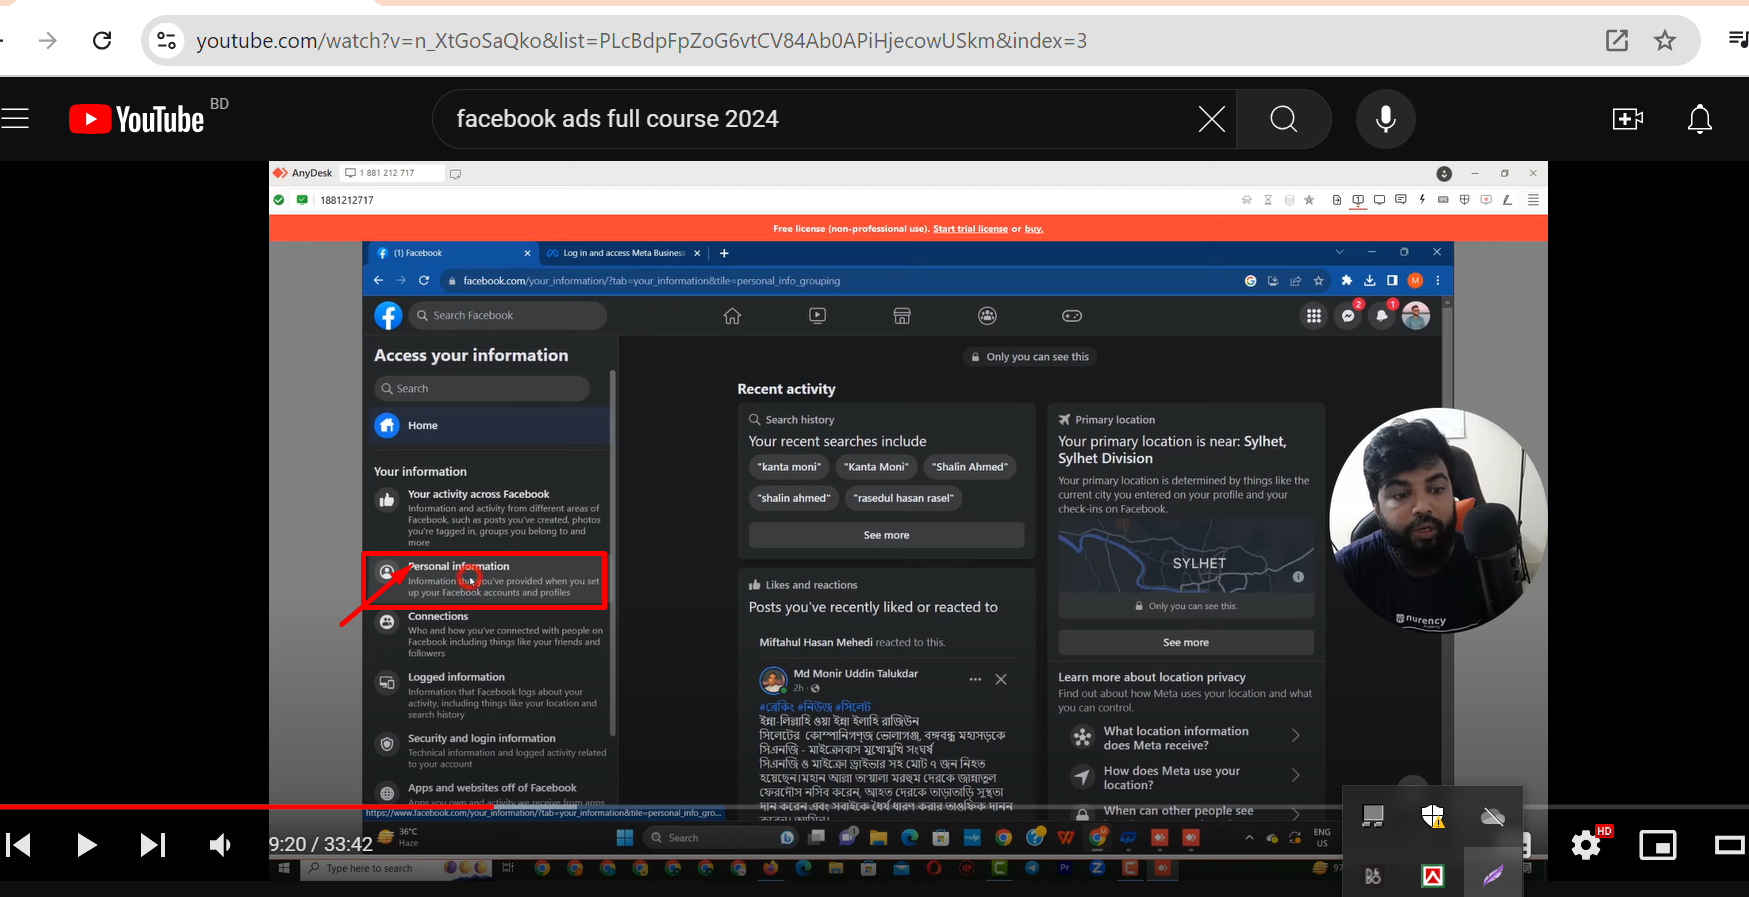 youtube.com/watch?v=n_XtGoSaQko&list=PLcBdpFpZoG6vtCV84Ab0APiHjecowUSkm&index=3
YouTube BD
facebook ads full course 2024
AnyDesk
1 881 212 717
1881212717
Free license (non-professional use). Start trial license or buy.
(1) Facebook
Log in and access Meta Business
facebook.com/your_information/?tab=your_information&tile=personal_info_grouping
M
Search Facebook
2
1
Access your information
Search
Home
Your information
Your activity across Facebook
Information and activity from different areas of
Facebook, such as posts you've created, photos
you're tagged in, groups you belong to and
more
Personal information
Information you've provided when you set
up your Facebook accounts and profiles
Connections
Who and how you've connected with people on
Facebook including things like your friends and
followers
Logged information
Information that Facebook logs about your
activity, including things like your location and
search history
Security and login information
Technical information and logged activity related
to your account
Apps and websites off of Facebook
Apps you own and activity we receive from apps
https://www.facebook.com/your_information/?tab=your_information&tile=personal_info_grou...
Only you can see this
Recent activity
Search history
Your recent searches include
"kanta moni"
"Kanta Moni"
"Shalin Ahmed"
"shalin ahmed"
"rasedul hasan rasel"
See more
Likes and reactions
Posts you've recently liked or reacted to
Miftahul Hasan Mehedi reacted to this.
Md Monir Uddin Talukdar
2h
#ব্রেকিং #নিউজ #সিলেট
ইন্না-লিল্লাহি ওয়া ইন্না ইলাহি রাজিউন
সিলেটের কোম্পানিগণ্জ ভোলাগঞ্জ, বঙ্গবন্ধু মহাসড়কে
সিএনজি - মাইক্রোবাস মুখোমুখি সংঘর্ষ
সিএনজি ও মাইক্রো ড্রাইভার সহ মোট ৭ জন নিহত
হয়েছেন।মহান আল্লা তা'য়ালা মরহুম দেরকে জান্নাতুল
ফেরদৌস নসিব করেন, আহত দেরকে তাড়াতাড়ি সুস্থতা
দান করেন এবং সবাইকে ধৈর্য ধারণ করার তাওফিক দানন
Primary location
Your primary location is near: Sylhet,
Sylhet Division
Your primary location is determined by things like the
current city you entered on your profile and your
check-ins on Facebook.
SYLHET
Only you can see this.
See more
Learn more about location privacy
Find out about how Meta uses your location and what
you can control.
What location information
does Meta receive?
How does Meta use your
location?
When can other people see
nurency
9:20 / 33:42
36°C
Haze
Search
ENG
US
HD
Type here to search
Pr
Z
97